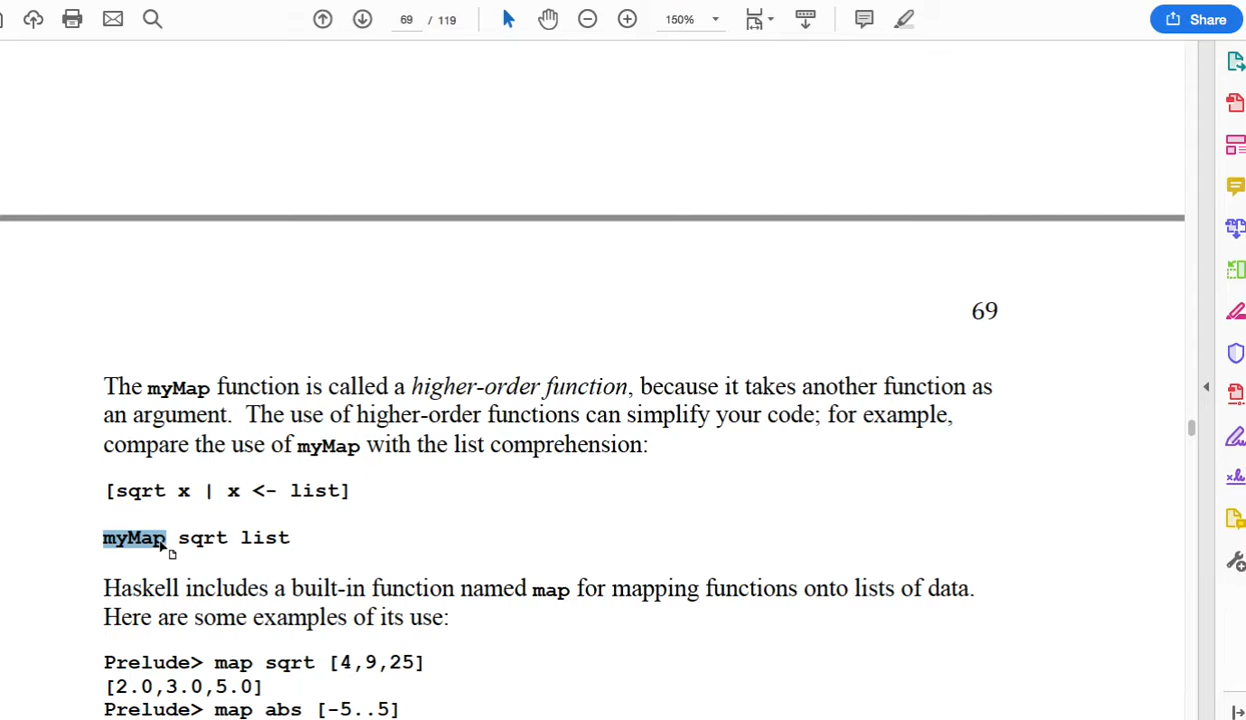 69 / 119
150%
Share
69
The myMap function is called a higher-order function, because it takes another function as
an argument. The use of higher-order functions can simplify your code; for example,
compare the use of myMap with the list comprehension:
[sqrt x | x <- list]
myMap sqrt list
Haskell includes a built-in function named map for mapping functions onto lists of data.
Here are some examples of its use:
Prelude> map sqrt [4,9,25]
[2.0,3.0,5.0]
Prelude> map abs [-5..5]